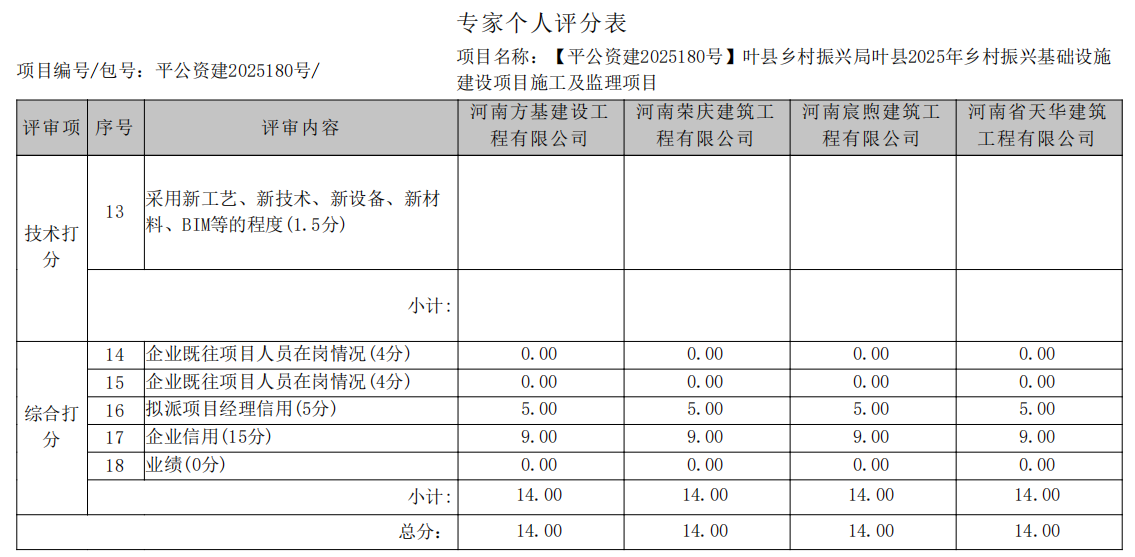 专家个人评分表
项目编号/包号：平公资建2025180号/
项目名称：【平公资建2025180号】叶县乡村振兴局叶县2025年乡村振兴基础设施
建设项目施工及监理项目
评审项 序号 评审内容 河南方基建设工 河南荣庆建筑工 河南宸煦建筑工 河南省天华建筑
程有限公司 程有限公司 程有限公司 工程有限公司
技术打
分
13 采用新工艺、新技术、新设备、新材
料、BIM等的程度(1.5分)
小计:
综合打
分
14 企业既往项目人员在岗情况(4分) 0.00 0.00 0.00 0.00
15 企业既往项目人员在岗情况(4分) 0.00 0.00 0.00 0.00
16 拟派项目经理信用(5分) 5.00 5.00 5.00 5.00
17 企业信用(15分) 9.00 9.00 9.00 9.00
18 业绩(0分) 0.00 0.00 0.00 0.00
小计: 14.00 14.00 14.00 14.00
总分： 14.00 14.00 14.00 14.00